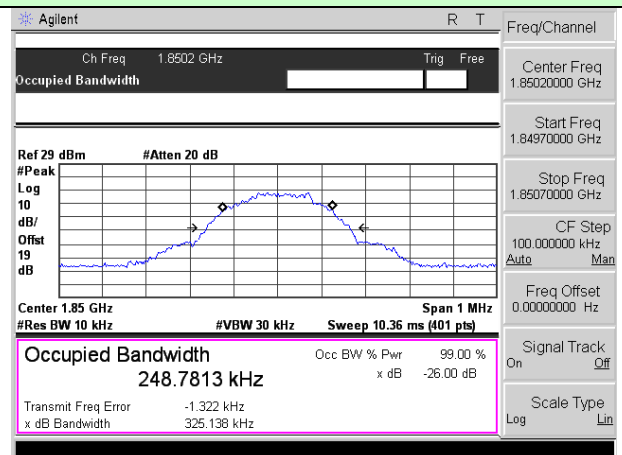 Agilent R T
Freq/Channel
Ch Freq 1.8502 GHz Trig Free
Occupied Bandwidth
Center Freq
1.85020000 GHz
Start Freq
1.84970000 GHz
Ref 29 dBm #Atten 20 dB
#Peak
Log
10
dB/
Offst
19
dB
Stop Freq
1.85070000 GHz
CF Step
100.000000 kHz
Auto Man
Center 1.85 GHz Span 1 MHz
#Res BW 10 kHz #VBW 30 kHz Sweep 10.36 ms (401 pts)
Freq Offset
0.00000000 Hz
Occupied Bandwidth Occ BW % Pwr 99.00 %
248.7813 kHz x dB -26.00 dB
Transmit Freq Error -1.322 kHz
x dB Bandwidth 325.138 kHz
Signal Track
On Off
Scale Type
Log Lin